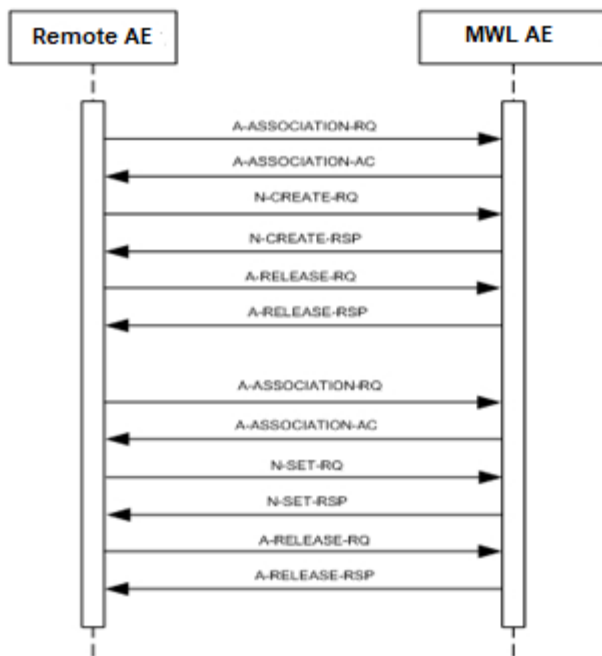 Remote AE
MWL AE
A-ASSOCIATION-RQ
A-ASSOCIATION-AC
N-CREATE-RQ
N-CREATE-RSP
A-RELEASE-RQ
A-RELEASE-RSP
A-ASSOCIATION-RQ
A-ASSOCIATION-AC
N-SET-RQ
N-SET-RSP
A-RELEASE-RQ
A-RELEASE-RSP